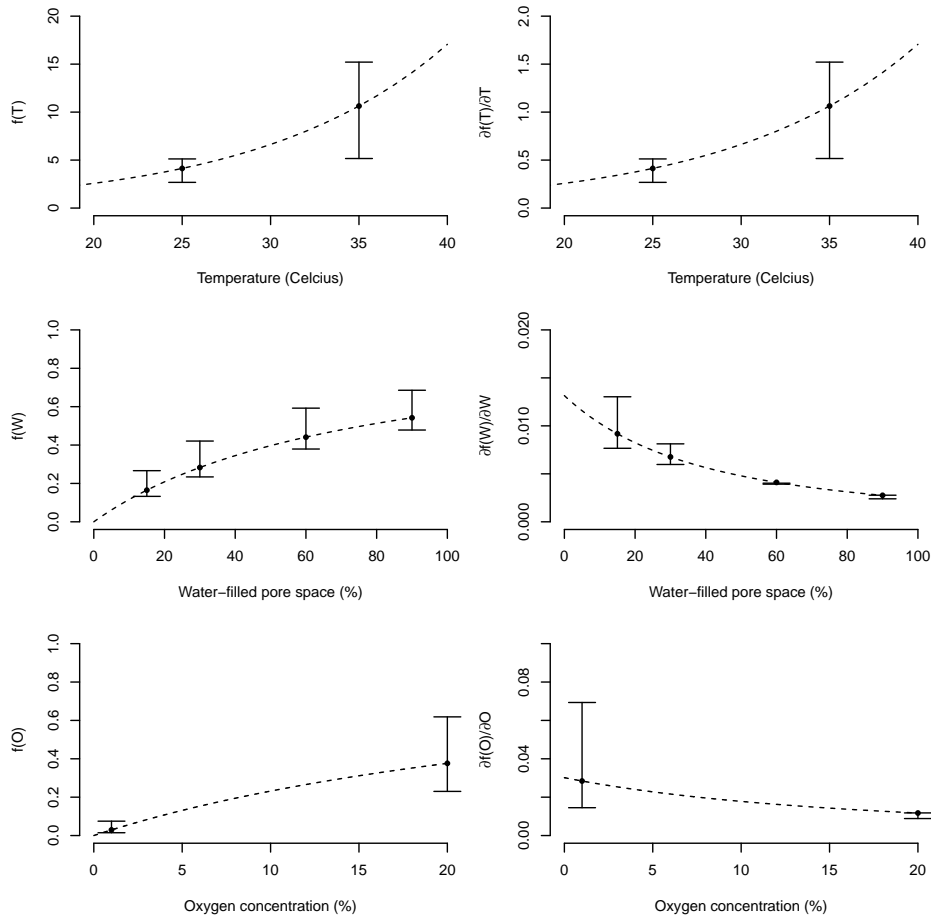 f(T)
20
15
10
5
0
20 25 30 35 40
Temperature (Celcius)
∂f(T)/∂T
2.0
1.5
1.0
0.5
0.0
20 25 30 35 40
Temperature (Celcius)
f(W)
1.0
0.8
0.6
0.4
0.2
0.0
0 20 40 60 80 100
Water−filled pore space (%)
∂f(W)/∂W
0.020
0.010
0.000
0 20 40 60 80 100
Water−filled pore space (%)
f(O)
1.0
0.8
0.6
0.4
0.2
0.0
0 5 10 15 20
Oxygen concentration (%)
∂f(O)/∂O
0.08
0.04
0.00
0 5 10 15 20
Oxygen concentration (%)